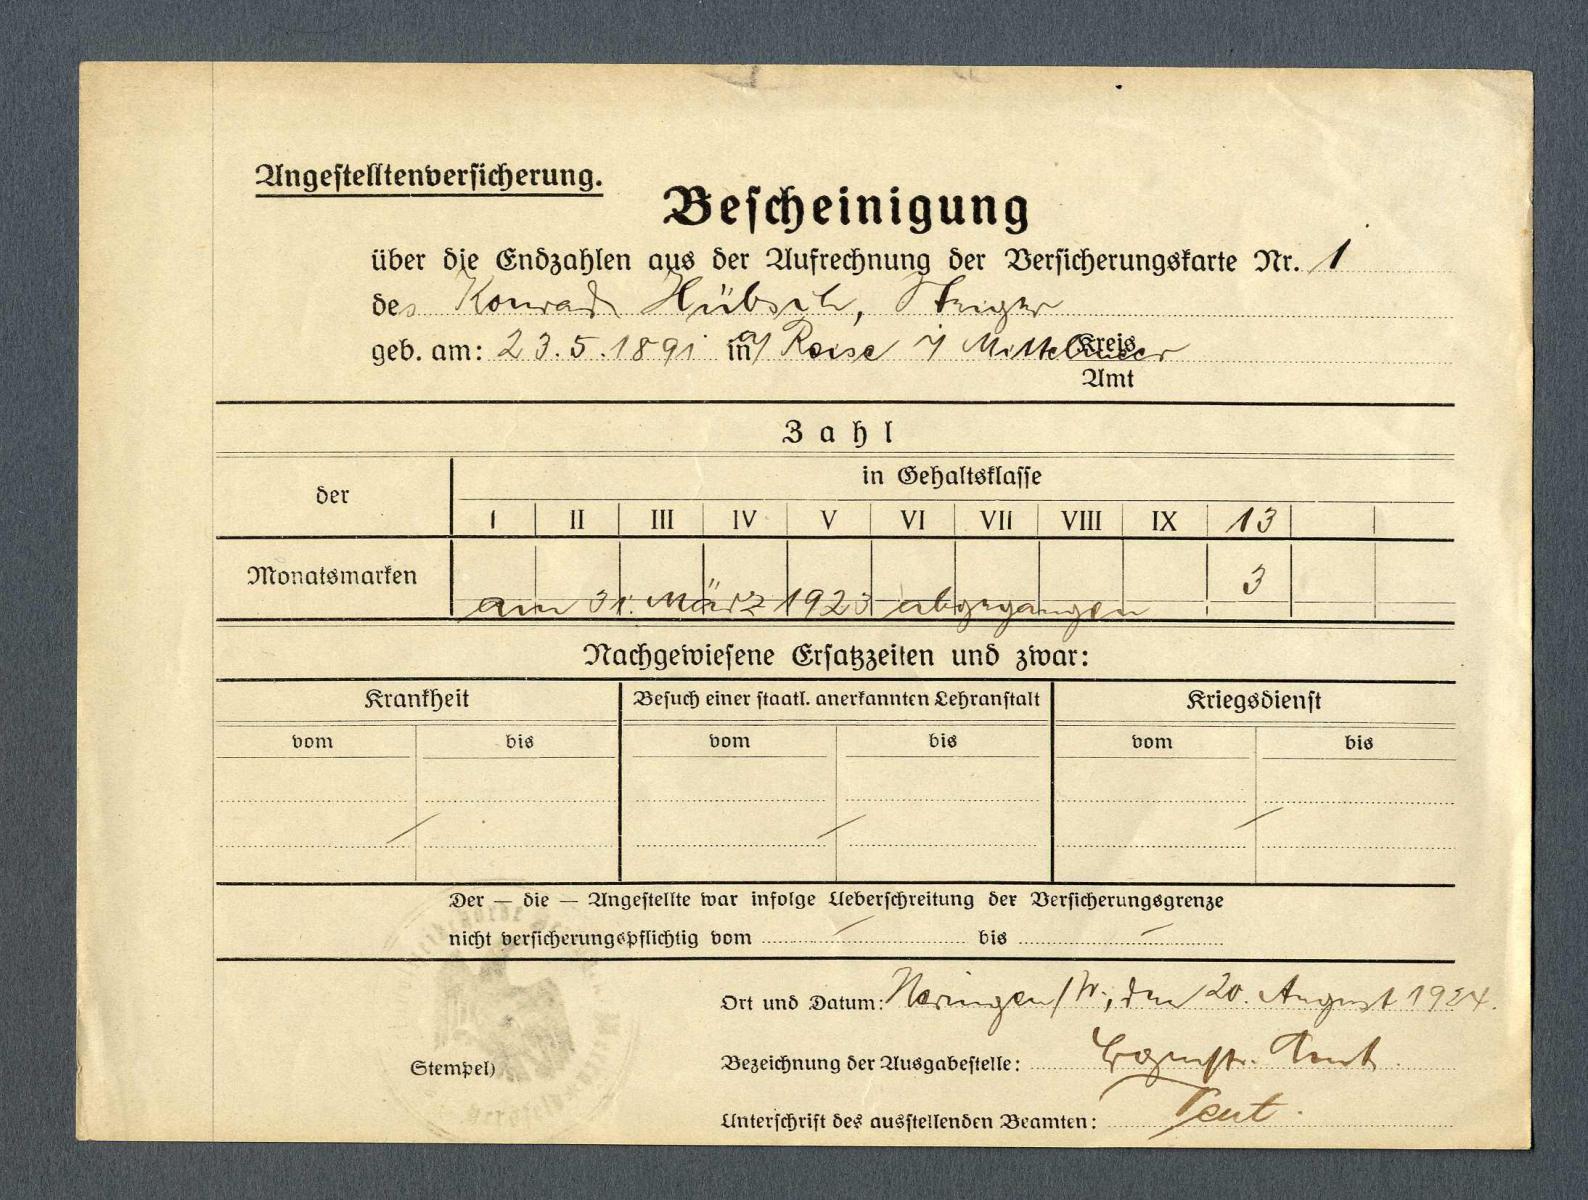 Angestelltenversicherung.
Bescheinigung
über die Endzahlen aus der Aufrechnung der Versicherungskarte Nr. 1
des Konrad Hübsch, Steiger
geb. am: 23.5.1891 in a/ Reise i/ Mittelmeer Kreis
Amt
Zahl
der
in Gehaltsklasse
I II III IV V VI VII VIII IX 13
Monatsmarken
3
am 31. März 1923 abgegangen
Nachgewiesene Ersatzzeiten und zwar:
Krankheit Besuch einer staatl. anerkannten Lehranstalt Kriegsdienst
vom bis vom bis vom bis
Der — die — Angestellte war infolge Ueberschreitung der Versicherungsgrenze
nicht versicherungspflichtig vom bis
Ort und Datum: Heringen/W., den 20. August 1924.
Stempel)
Bezeichnung der Ausgabestelle:
Unterschrift des ausstellenden Beamten: